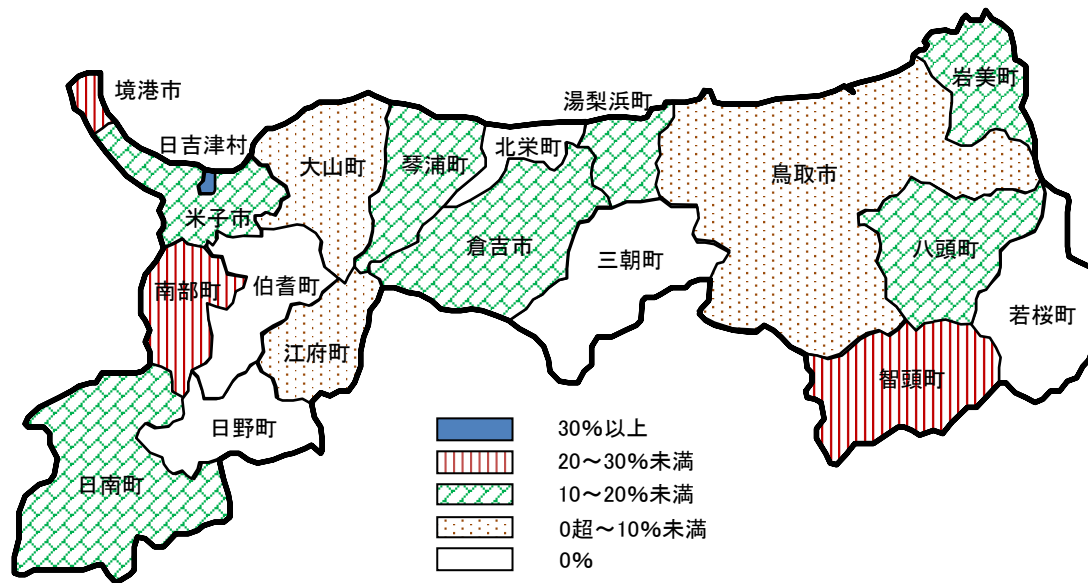 境港市
日吉津村
米子市
大山町
琴浦町
北栄町
湯梨浜町
岩美町
鳥取市
倉吉市
三朝町
八頭町
若桜町
南部町
伯耆町
江府町
智頭町
日野町
日南町
30%以上
20～30%未満
10～20%未満
0超～10%未満
0%